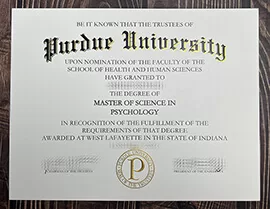 BE IT KNOWN THAT THE TRUSTEES OF
Purdue University
UPON NOMINATION OF THE FACULTY OF THE
SCHOOL OF HEALTH AND HUMAN SCIENCES
HAVE GRANTED TO
THE DEGREE OF
MASTER OF SCIENCE IN
PSYCHOLOGY
IN RECOGNITION OF THE FULFILLMENT OF THE
REQUIREMENTS OF THAT DEGREE
AWARDED AT WEST LAFAYETTE IN THE STATE OF INDIANA
P